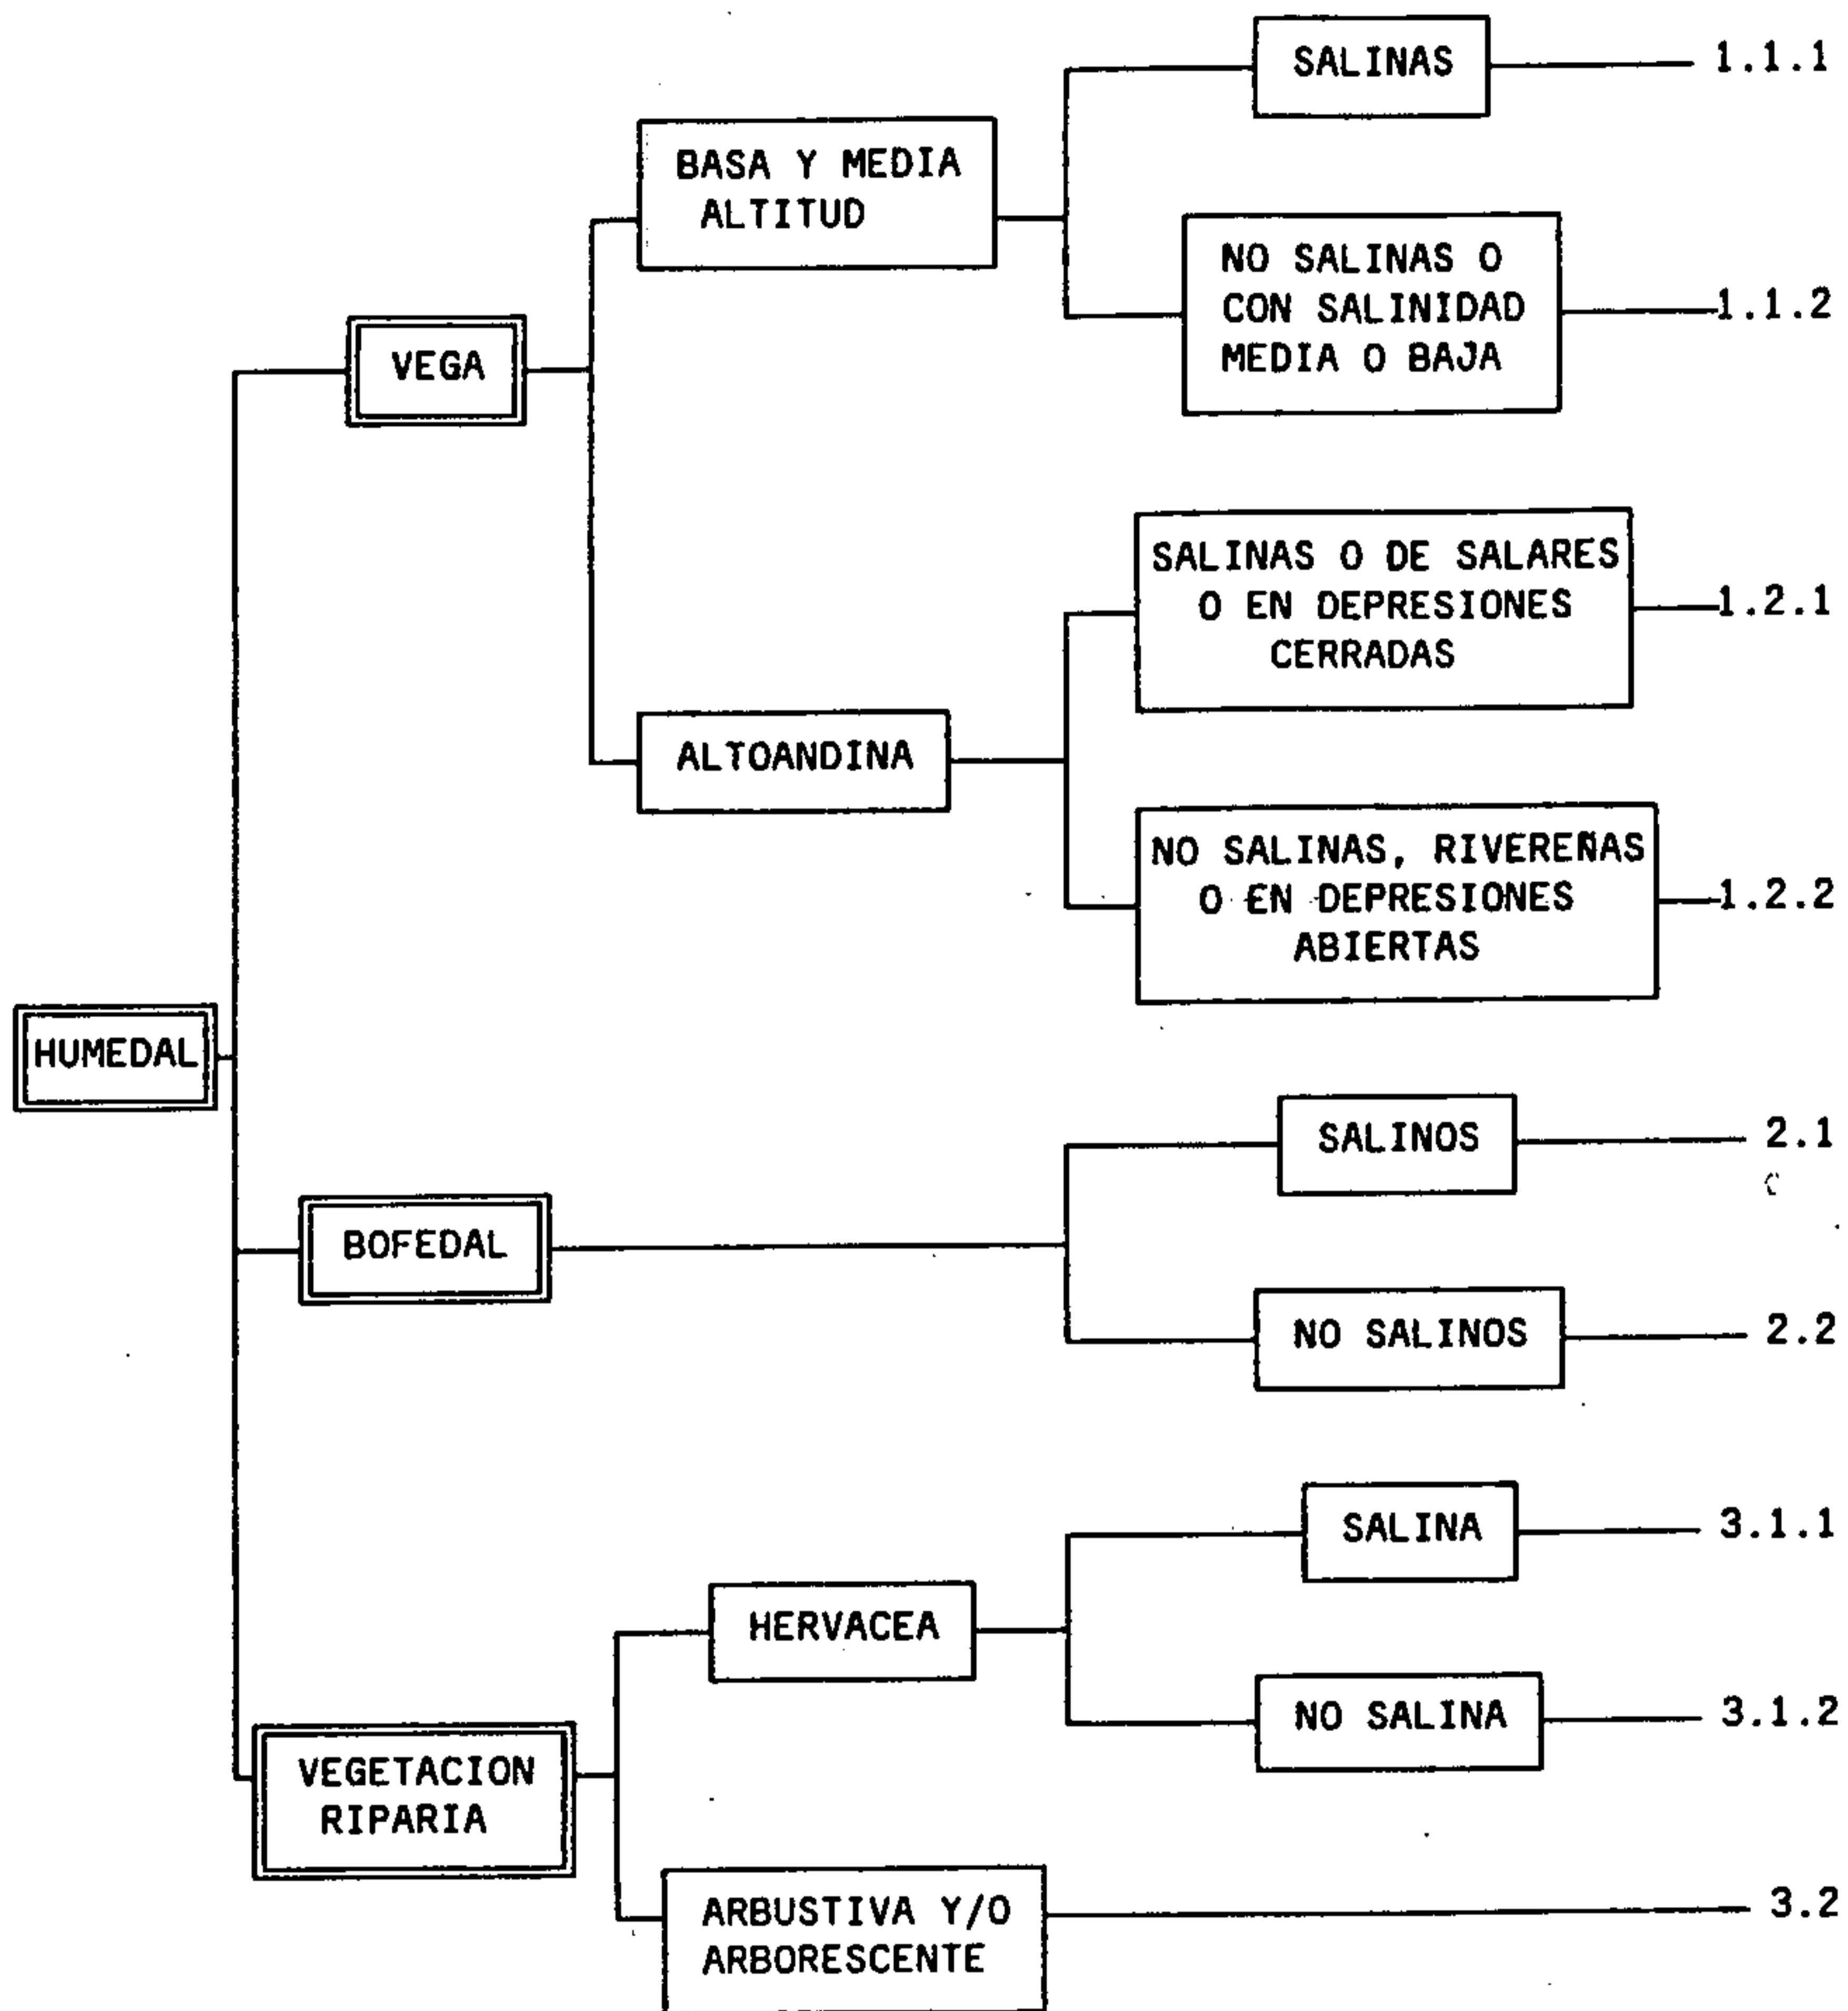 SALINAS
1.1.1
BASA Y MEDIA
ALTITUD
NO SALINAS O
CON SALINIDAD
MEDIA O BAJA
1.1.2
VEGA
SALINAS O DE SALARES
O EN DEPRESIONES
CERRADAS
1.2.1
ALTOANDINA
NO SALINAS, RIVEREÑAS
O EN DEPRESIONES
ABIERTAS
1.2.2
HUMEDAL
SALINOS
2.1
BOFEDAL
NO SALINOS
2.2
SALINA
3.1.1
HERVACEA
NO SALINA
3.1.2
VEGETACION
RIPARIA
ARBUSTIVA Y/O
ARBORESCENTE
3.2